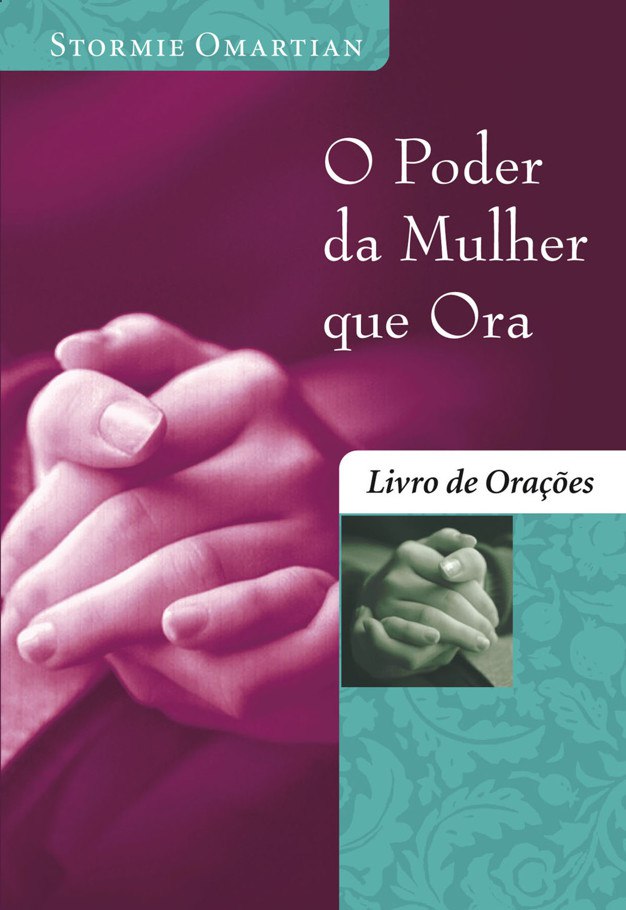 Stormie Omartian
O Poder
da Mulher
que Ora
Livro de Orações